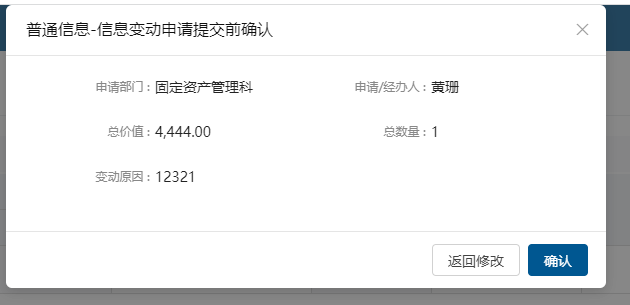 普通信息-信息变动申请提交前确认
申请部门：固定资产管理科 申请/经办人：黄珊
总价值：4,444.00 总数量：1
变动原因：12321
返回修改 确认